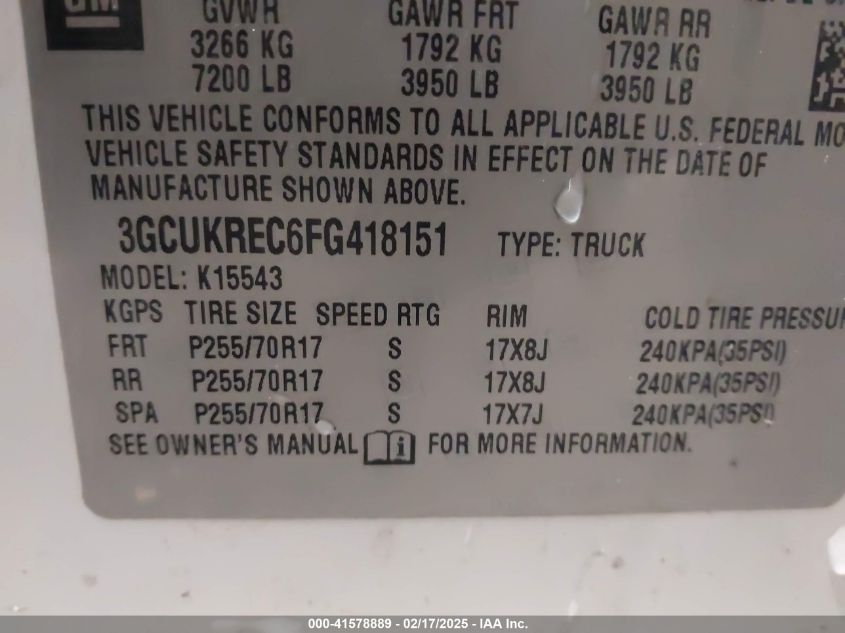 GM
GVWR GAWR FRT GAWR RR
3266 KG 1792 KG 1792 KG
7200 LB 3950 LB 3950 LB
THIS VEHICLE CONFORMS TO ALL APPLICABLE U.S. FEDERAL MO
VEHICLE SAFETY STANDARDS IN EFFECT ON THE DATE OF
MANUFACTURE SHOWN ABOVE.
3GCUKREC6FG418151 TYPE: TRUCK
MODEL: K15543
KGPS TIRE SIZE SPEED RTG RIM COLD TIRE PRESSUR
FRT P255/70R17 S 17X8J 240KPA(35PSI)
RR P255/70R17 S 17X8J 240KPA(35PSI)
SPA P255/70R17 S 17X7J 240KPA(35PSI)
SEE OWNER'S MANUAL i FOR MORE INFORMATION.
000-41578889 - 02/17/2025 - IAA Inc.